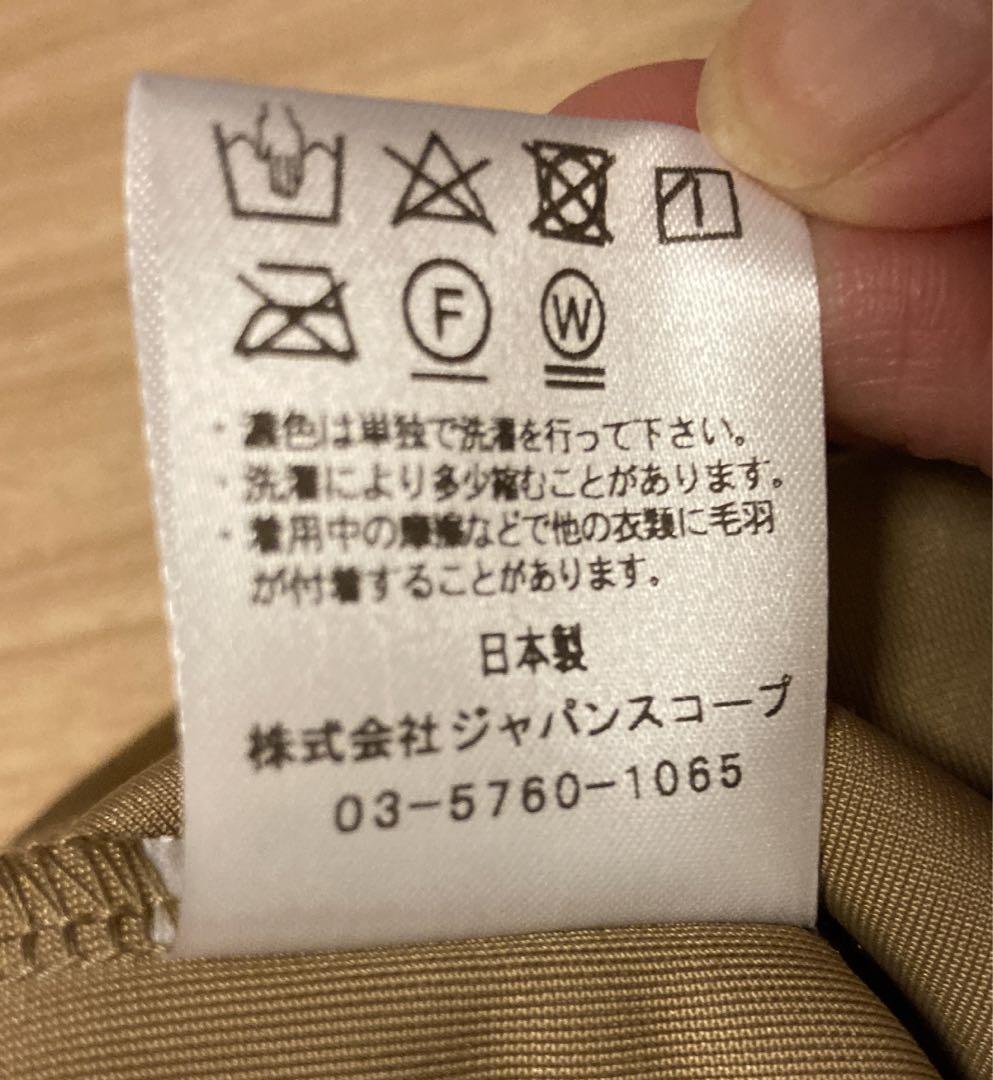 F W
・濃色は単独で洗濯を行って下さい。
・洗濯により多少縮むことがあります。
・着用中の摩擦などで他の衣類に毛羽
が付着することがあります。
日本製
株式会社ジャパンスコープ
03-5760-1065